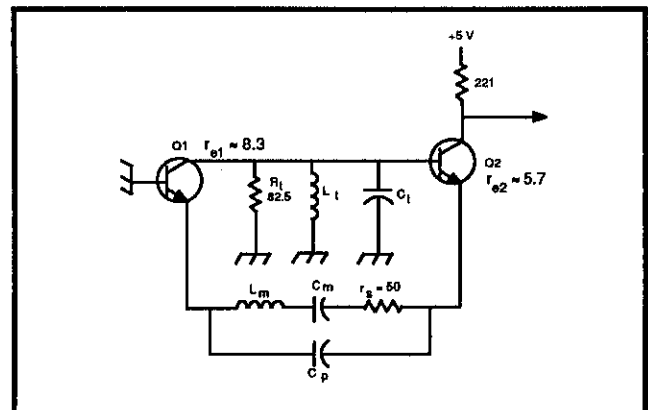 +5 V
221
Q1
r_e1 ≈ 8.3
Q2
r_e2 ≈ 5.7
R_t
82.5
L_t
C_t
L_m
C_m
r_s = 50
C_p